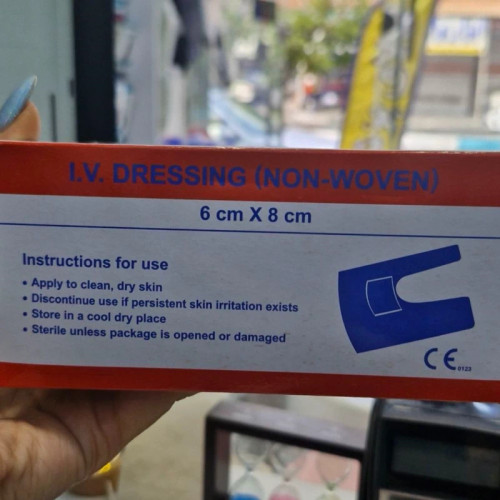 I.V. DRESSING (NON-WOVEN)
6 cm X 8 cm
Instructions for use
• Apply to clean, dry skin
• Discontinue use if persistent skin irritation exists
• Store in a cool dry place
• Sterile unless package is opened or damaged
CE 0123